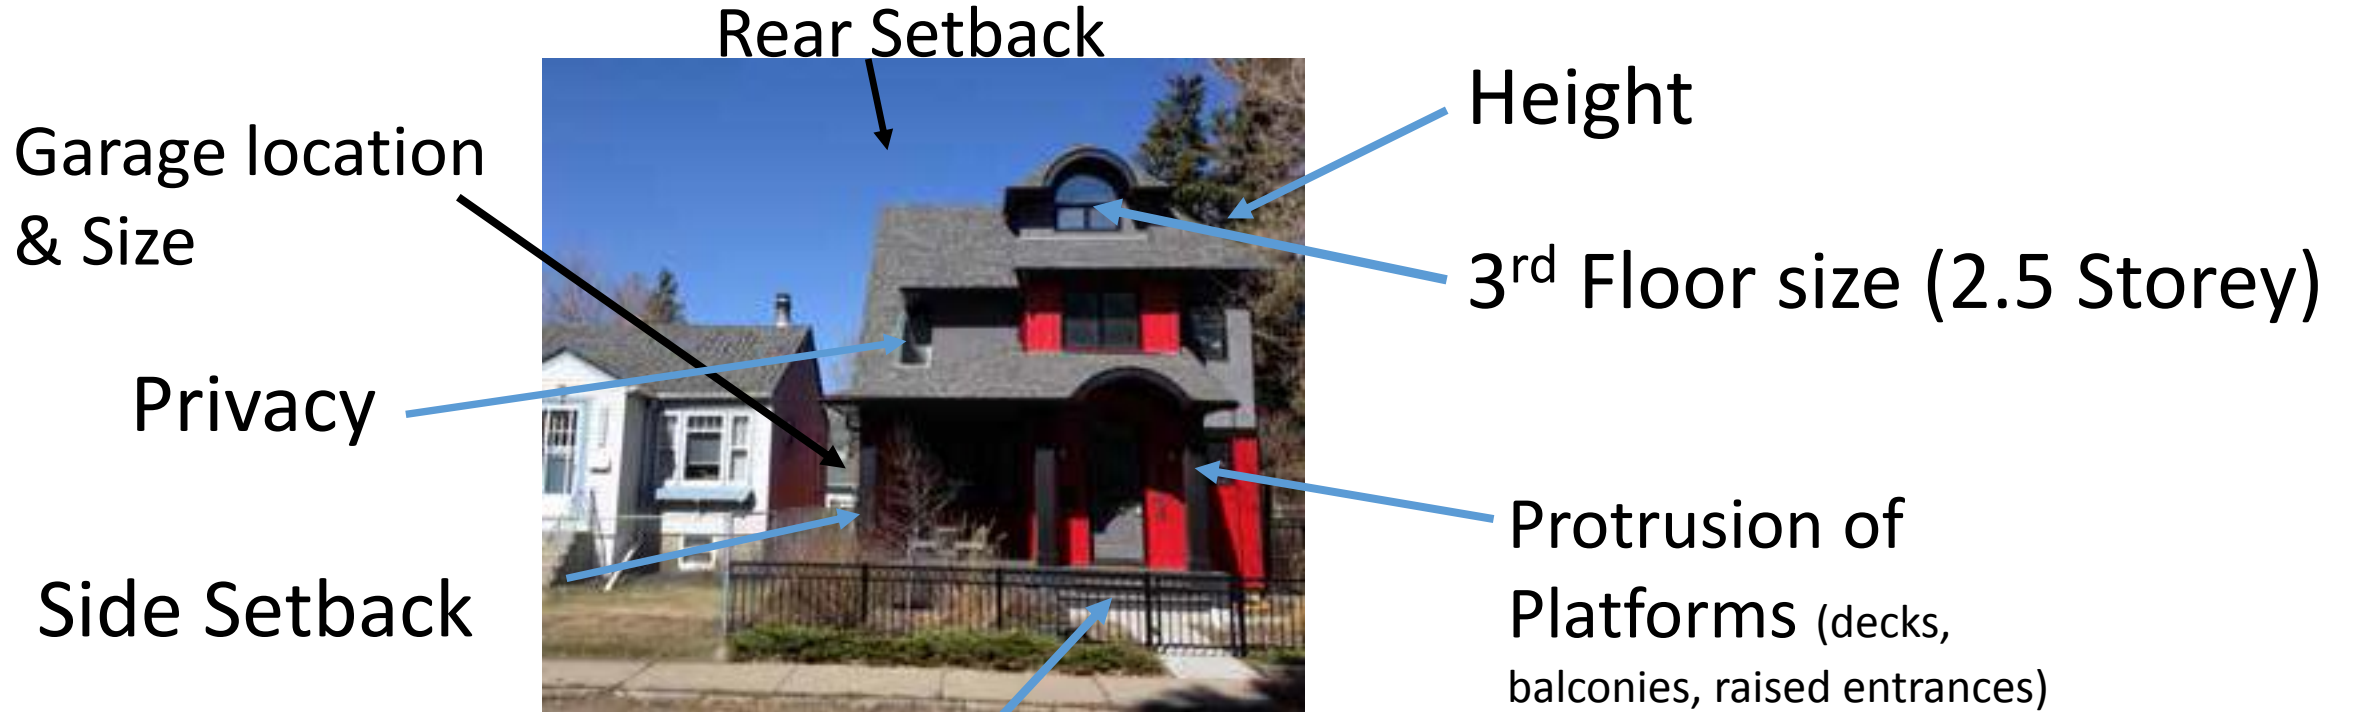 Rear Setback
Height
Garage location
& Size
3rd Floor size (2.5 Storey)
Privacy
Protrusion of
Platforms (decks,
balconies, raised entrances)
Side Setback